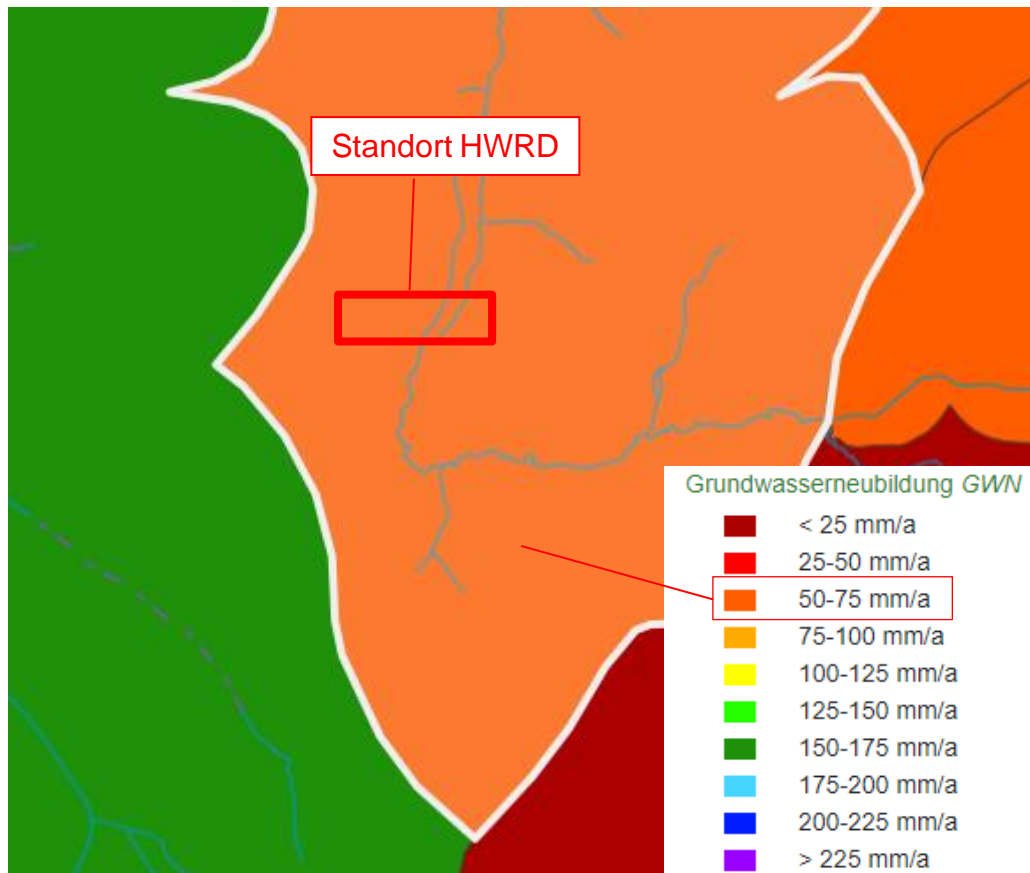 Standort HWRD
Grundwasserneubildung GWN
< 25 mm/a
25-50 mm/a
50-75 mm/a
75-100 mm/a
100-125 mm/a
125-150 mm/a
150-175 mm/a
175-200 mm/a
200-225 mm/a
> 225 mm/a